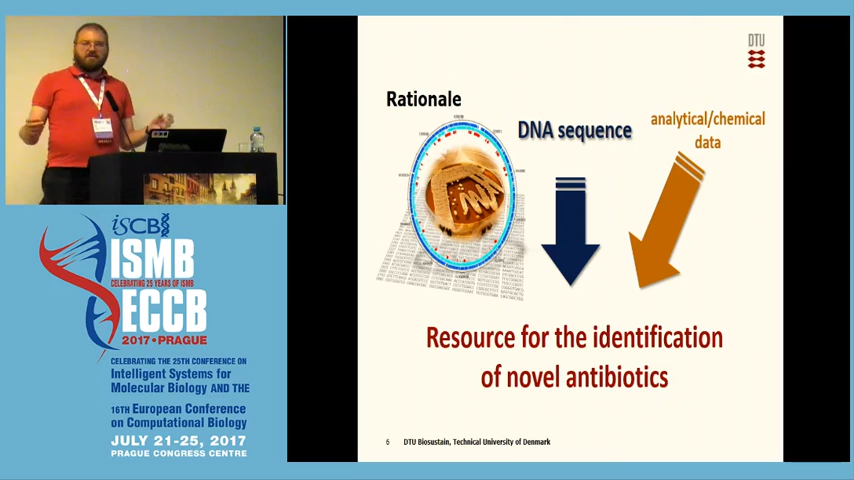 DTU
Rationale
DNA sequence
analytical/chemical
data
Resource for the identification
of novel antibiotics
6 DTU Biosustain, Technical University of Denmark
iSCB
ISMB
CELEBRATING 25 YEARS OF ISMB
ECCB
2017 • PRAGUE
CELEBRATING THE 25TH CONFERENCE ON
Intelligent Systems for
Molecular Biology AND THE
16TH European Conference
on Computational Biology
JULY 21-25, 2017
PRAGUE CONGRESS CENTRE